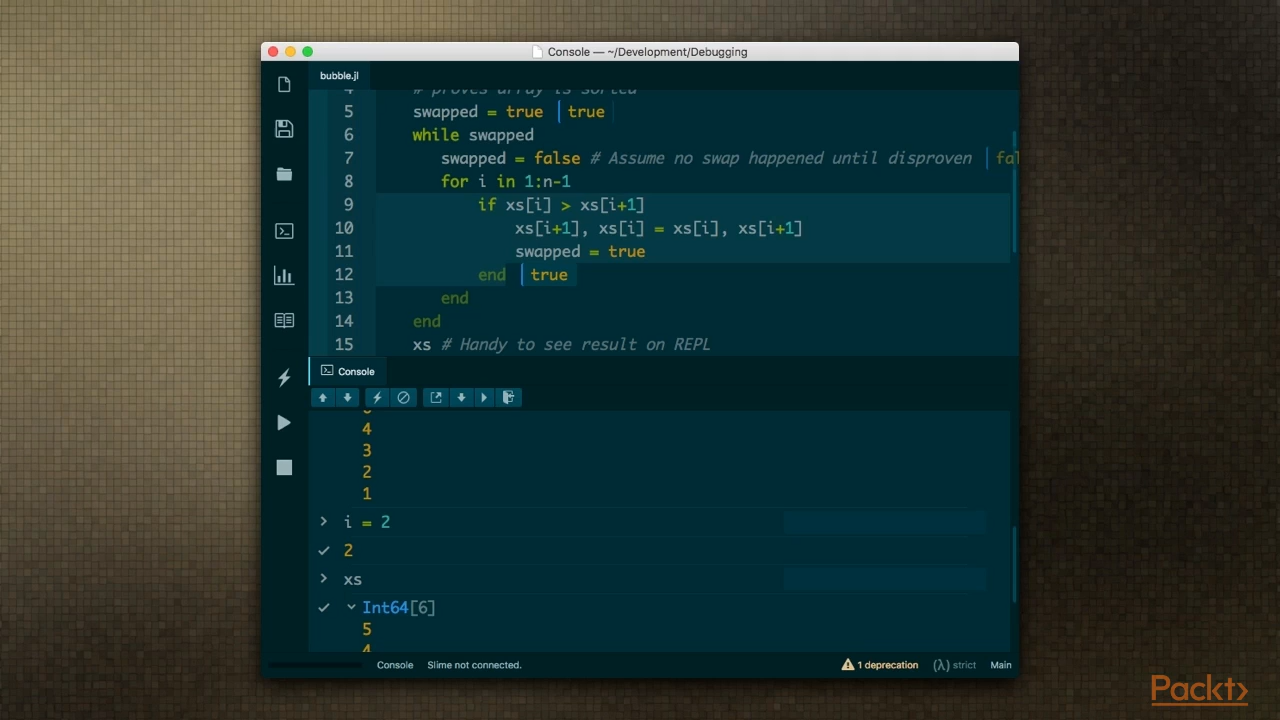 Console — ~/Development/Debugging
bubble.jl
4 # proves array is sorted
5 swapped = true true
6 while swapped
7 swapped = false # Assume no swap happened until disproven fal
8 for i in 1:n-1
9 if xs[i] > xs[i+1]
10 xs[i+1], xs[i] = xs[i], xs[i+1]
11 swapped = true
12 end true
13 end
14 end
15 xs # Handy to see result on REPL
Console
4
3
2
1
i = 2
2
xs
Int64[6]
5
4
Console Slime not connected. 1 deprecation (λ) strict Main
Packt>